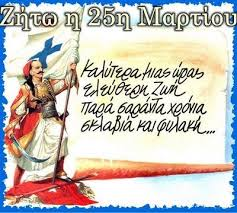 Ζήτω η 25η Μαρτίου
Καλύτερα μιας ώρας
ελεύθερη ζωή
παρά σαράντα χρόνια
σκλαβιά και φυλακή...